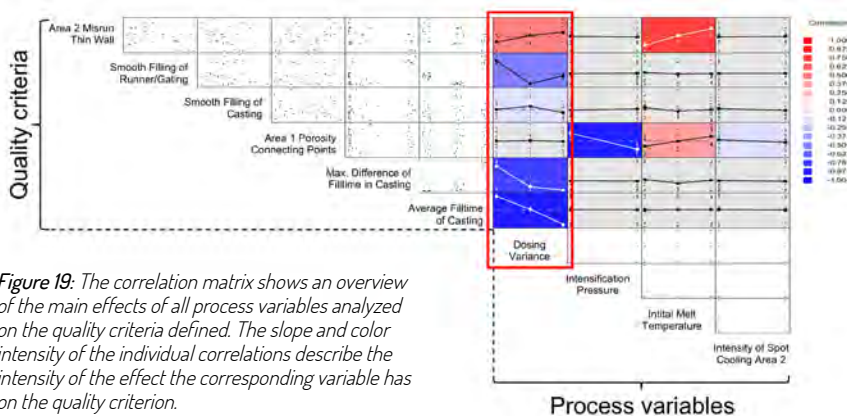 Quality criteria
Area 2 Misrun
Thin Wall
Smooth Filling of
Runner/Gating
Smooth Filling of
Casting
Area 1 Porosity
Connecting Points
Max. Difference of
Filltime in Casting
Average Filltime
of Casting
Dosing
Variance
Intensification
Pressure
Intital Melt
Temperature
Intensity of Spot
Cooling Area 2
Process variables
Figure 19: The correlation matrix shows an overview
of the main effects of all process variables analyzed
on the quality criteria defined. The slope and color
intensity of the individual correlations describe the
intensity of the effect the corresponding variable has
on the quality criterion.